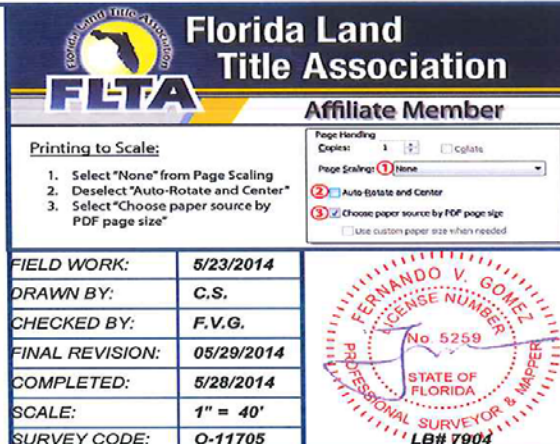 Florida Land Title Association
FLTA
Florida Land
Title Association
Affiliate Member
Printing to Scale:
1. Select "None" from Page Scaling
2. Deselect "Auto-Rotate and Center"
3. Select "Choose paper source by
PDF page size"
Page Handling
Copies: 1 Collate
Page Scaling: 1 None
2 Auto-Rotate and Center
3 Choose paper source by PDF page size
Use custom paper size when needed
FIELD WORK: 5/23/2014
DRAWN BY: C.S.
CHECKED BY: F.V.G.
FINAL REVISION: 05/29/2014
COMPLETED: 5/28/2014
SCALE: 1" = 40'
SURVEY CODE: O-11705
FERNANDO V. GOMEZ
LICENSE NUMBER
No. 5259
STATE OF
FLORIDA
PROFESSIONAL SURVEYOR & MAPPER
LB# 7904